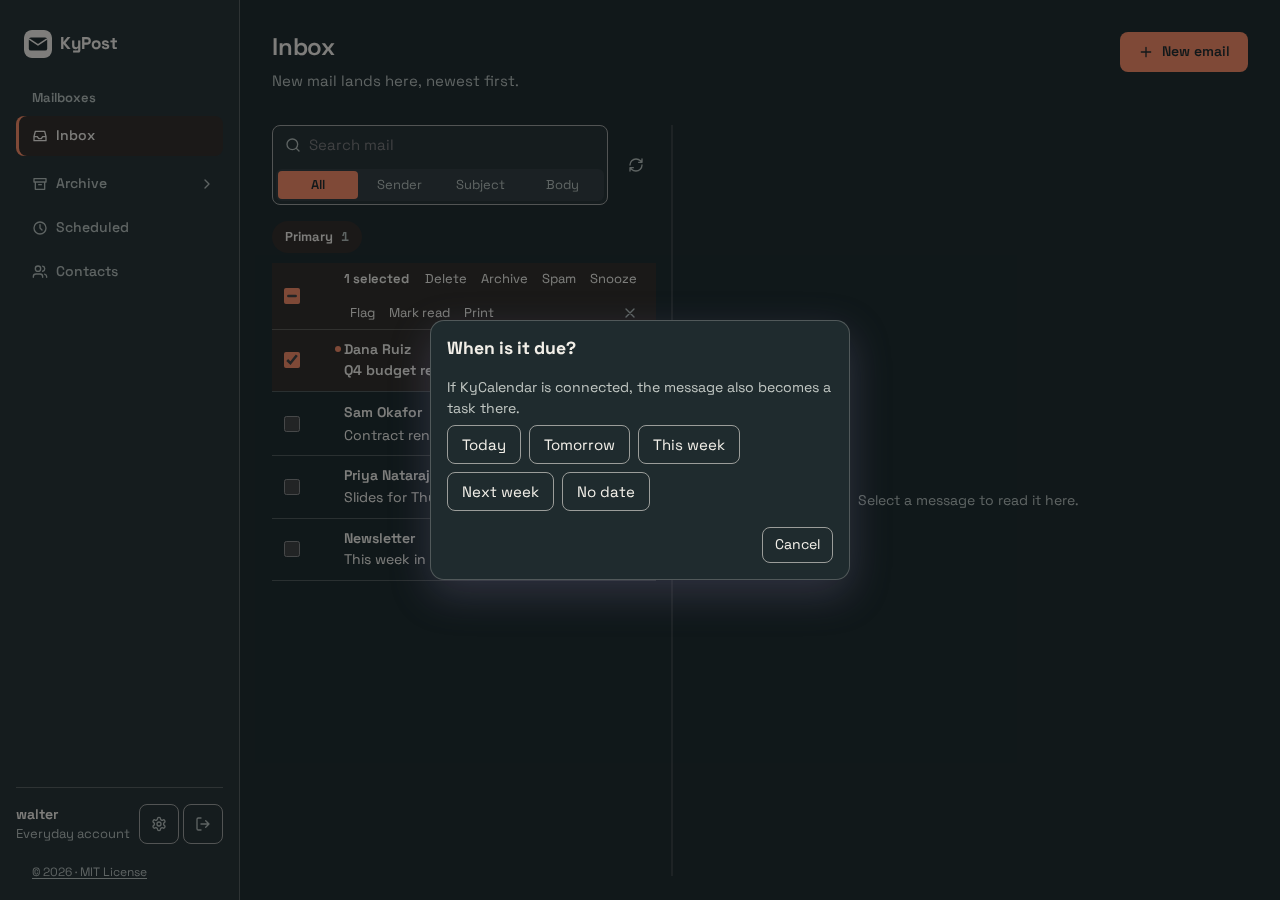 KyPost
Mailboxes
Inbox
Archive
Scheduled
Contacts
walter
Everyday account
© 2026 · MIT License
Inbox
New mail lands here, newest first.
New email
Search mail
All Sender Subject Body
Primary 1
1 selected Delete Archive Spam Snooze
Flag Mark read Print
Dana Ruiz
Q4 budget
Sam Okafor
Contract
Priya
Slides for
Newsletter
This week in
When is it due?
If KyCalendar is connected, the message also becomes a
task there.
Today Tomorrow This week
Next week No date
Cancel
Select a message to read it here.